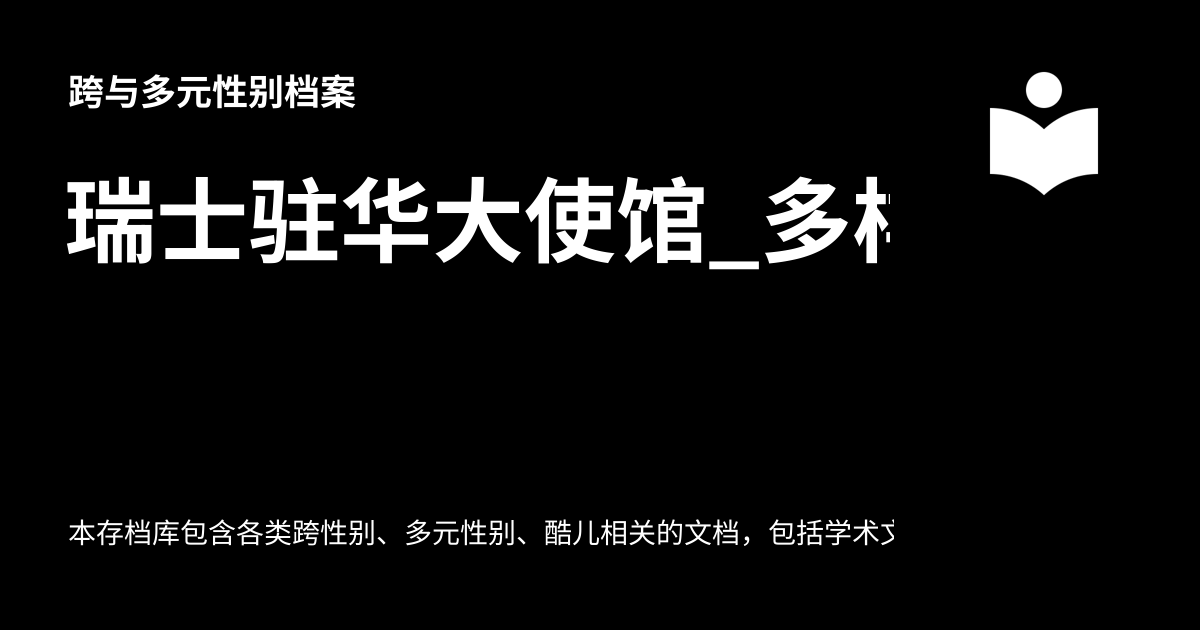 跨与多元性别档案
瑞士驻华大使馆_多
本存档库包含各类跨性别、多元性别、酷儿相关的文档，包括学术